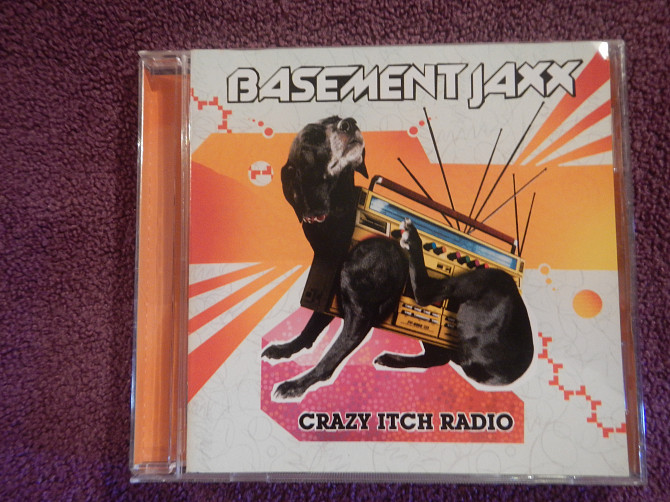 BASEMENT JAXX
CRAZY ITCH RADIO